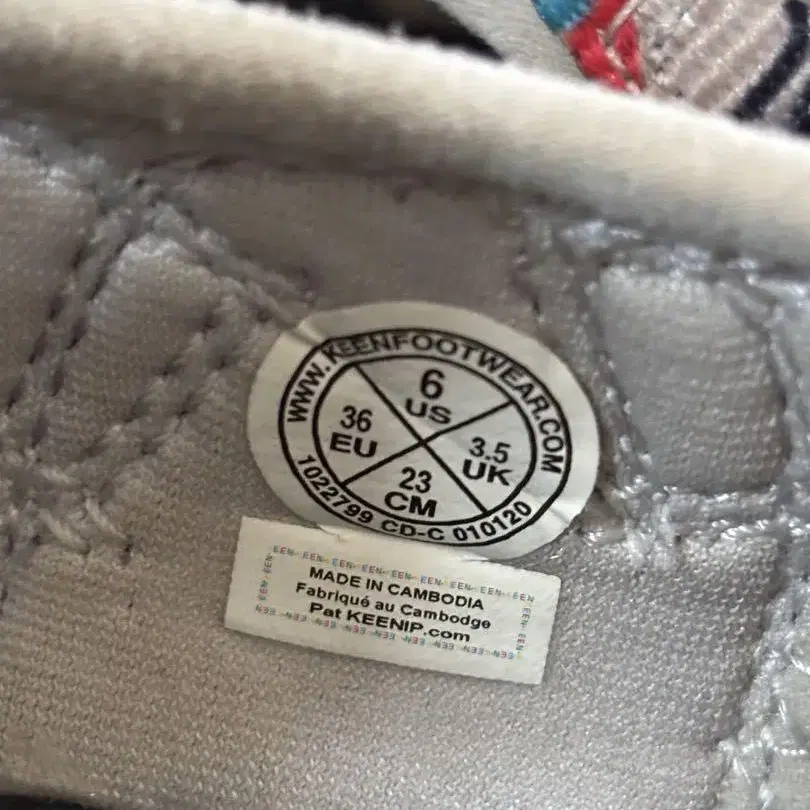 WWW.KEENFOOTWEAR.COM
6
US
36
EU
3.5
UK
23
CM
1022799 CD-C 010120
MADE IN CAMBODIA
Fabriqué au Cambodge
Pat KEENIP.com